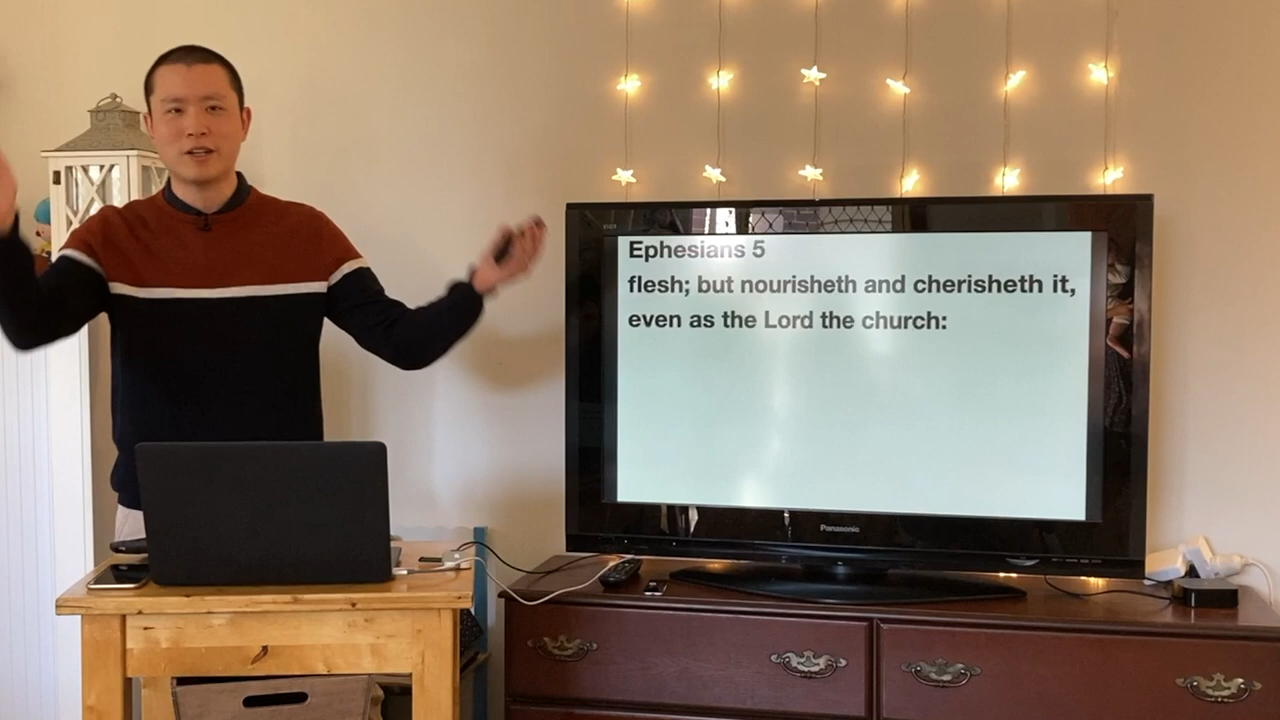 Ephesians 5
flesh; but nourisheth and cherisheth it,
even as the Lord the church:
Panasonic